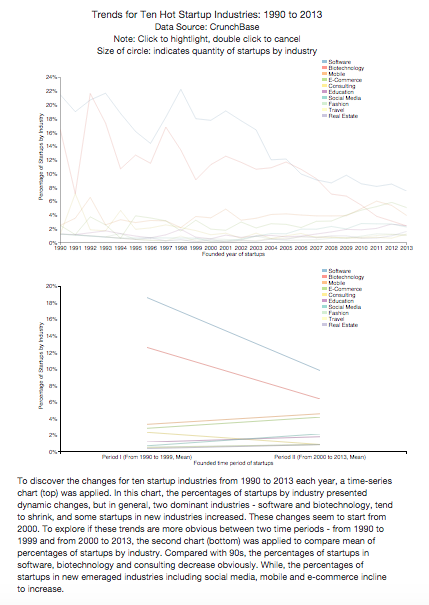 Trends for Ten Hot Startup Industries: 1990 to 2013
Data Source: CrunchBase
Note: Click to hightlight, double click to cancel
Size of circle: indicates quantity of startups by industry
Software
Biotechnology
Mobile
E-Commerce
Consulting
Education
Social Media
Fashion
Travel
Real Estate
Percentage of Startups by Industry
24%
22%
20%
18%
16%
14%
12%
10%
8%
6%
4%
2%
0%
1990 1991 1992 1993 1994 1995 1996 1997 1998 1999 2000 2001 2002 2003 2004 2005 2006 2007 2008 2009 2010 2011 2012 2013
Founded year of startups
Software
Biotechnology
Mobile
E-Commerce
Consulting
Education
Social Media
Fashion
Travel
Real Estate
Percentage of Startups by Industry
20%
18%
16%
14%
12%
10%
8%
6%
4%
2%
0%
Period I (From 1990 to 1999, Mean) Period II (From 2000 to 2013, Mean)
Founded time period of startups
To discover the changes for ten startup industries from 1990 to 2013 each year, a time-series
chart (top) was applied. In this chart, the percentages of startups by industry presented
dynamic changes, but in general, two dominant industries - software and biotechnology, tend
to shrink, and some startups in new industries increased. These changes seem to start from
2000. To explore if these trends are more obvious between two time periods - from 1990 to
1999 and from 2000 to 2013, the second chart (bottom) was applied to compare mean of
percentages of startups by industry. Compared with 90s, the percentages of startups in
software, biotechnology and consulting decrease obviously. While, the percentages of
startups in new emeraged industries including social media, mobile and e-commerce incline
to increase.